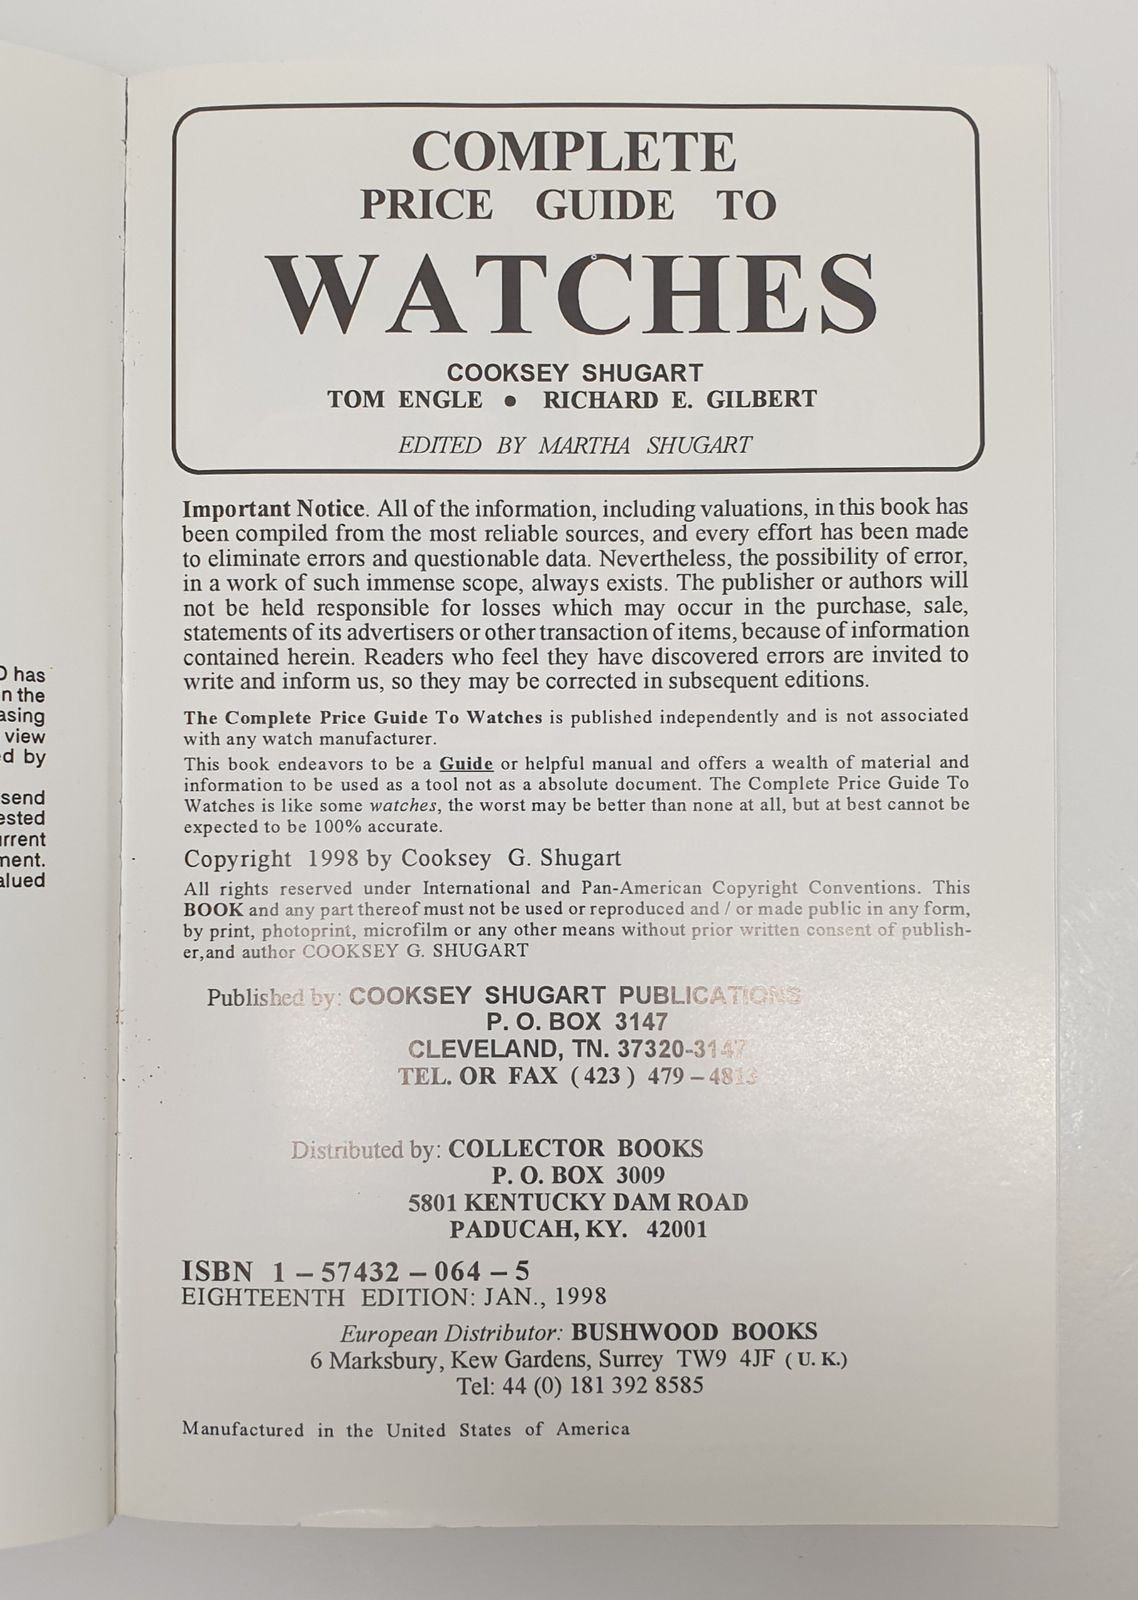 O has
n the
asing
view
d by
send
ested
rrent
ment.
alued
COMPLETE
PRICE GUIDE TO
WATCHES
COOKSEY SHUGART
TOM ENGLE • RICHARD E. GILBERT
EDITED BY MARTHA SHUGART
Important Notice. All of the information, including valuations, in this book has
been compiled from the most reliable sources, and every effort has been made
to eliminate errors and questionable data. Nevertheless, the possibility of error,
in a work of such immense scope, always exists. The publisher or authors will
not be held responsible for losses which may occur in the purchase, sale,
statements of its advertisers or other transaction of items, because of information
contained herein. Readers who feel they have discovered errors are invited to
write and inform us, so they may be corrected in subsequent editions.
The Complete Price Guide To Watches is published independently and is not associated
with any watch manufacturer.
This book endeavors to be a Guide or helpful manual and offers a wealth of material and
information to be used as a tool not as a absolute document. The Complete Price Guide To
Watches is like some watches, the worst may be better than none at all, but at best cannot be
expected to be 100% accurate.
Copyright 1998 by Cooksey G. Shugart
All rights reserved under International and Pan-American Copyright Conventions. This
BOOK and any part thereof must not be used or reproduced and / or made public in any form,
by print, photoprint, microfilm or any other means without prior written consent of publish-
er,and author COOKSEY G. SHUGART
Published by: COOKSEY SHUGART PUBLICATIONS
P. O. BOX 3147
CLEVELAND, TN. 37320-3147
TEL. OR FAX ( 423 ) 479 – 4813
Distributed by: COLLECTOR BOOKS
P. O. BOX 3009
5801 KENTUCKY DAM ROAD
PADUCAH, KY. 42001
ISBN 1 – 57432 – 064 – 5
EIGHTEENTH EDITION: JAN., 1998
European Distributor: BUSHWOOD BOOKS
6 Marksbury, Kew Gardens, Surrey TW9 4JF ( U. K.)
Tel: 44 (0) 181 392 8585
Manufactured in the United States of America